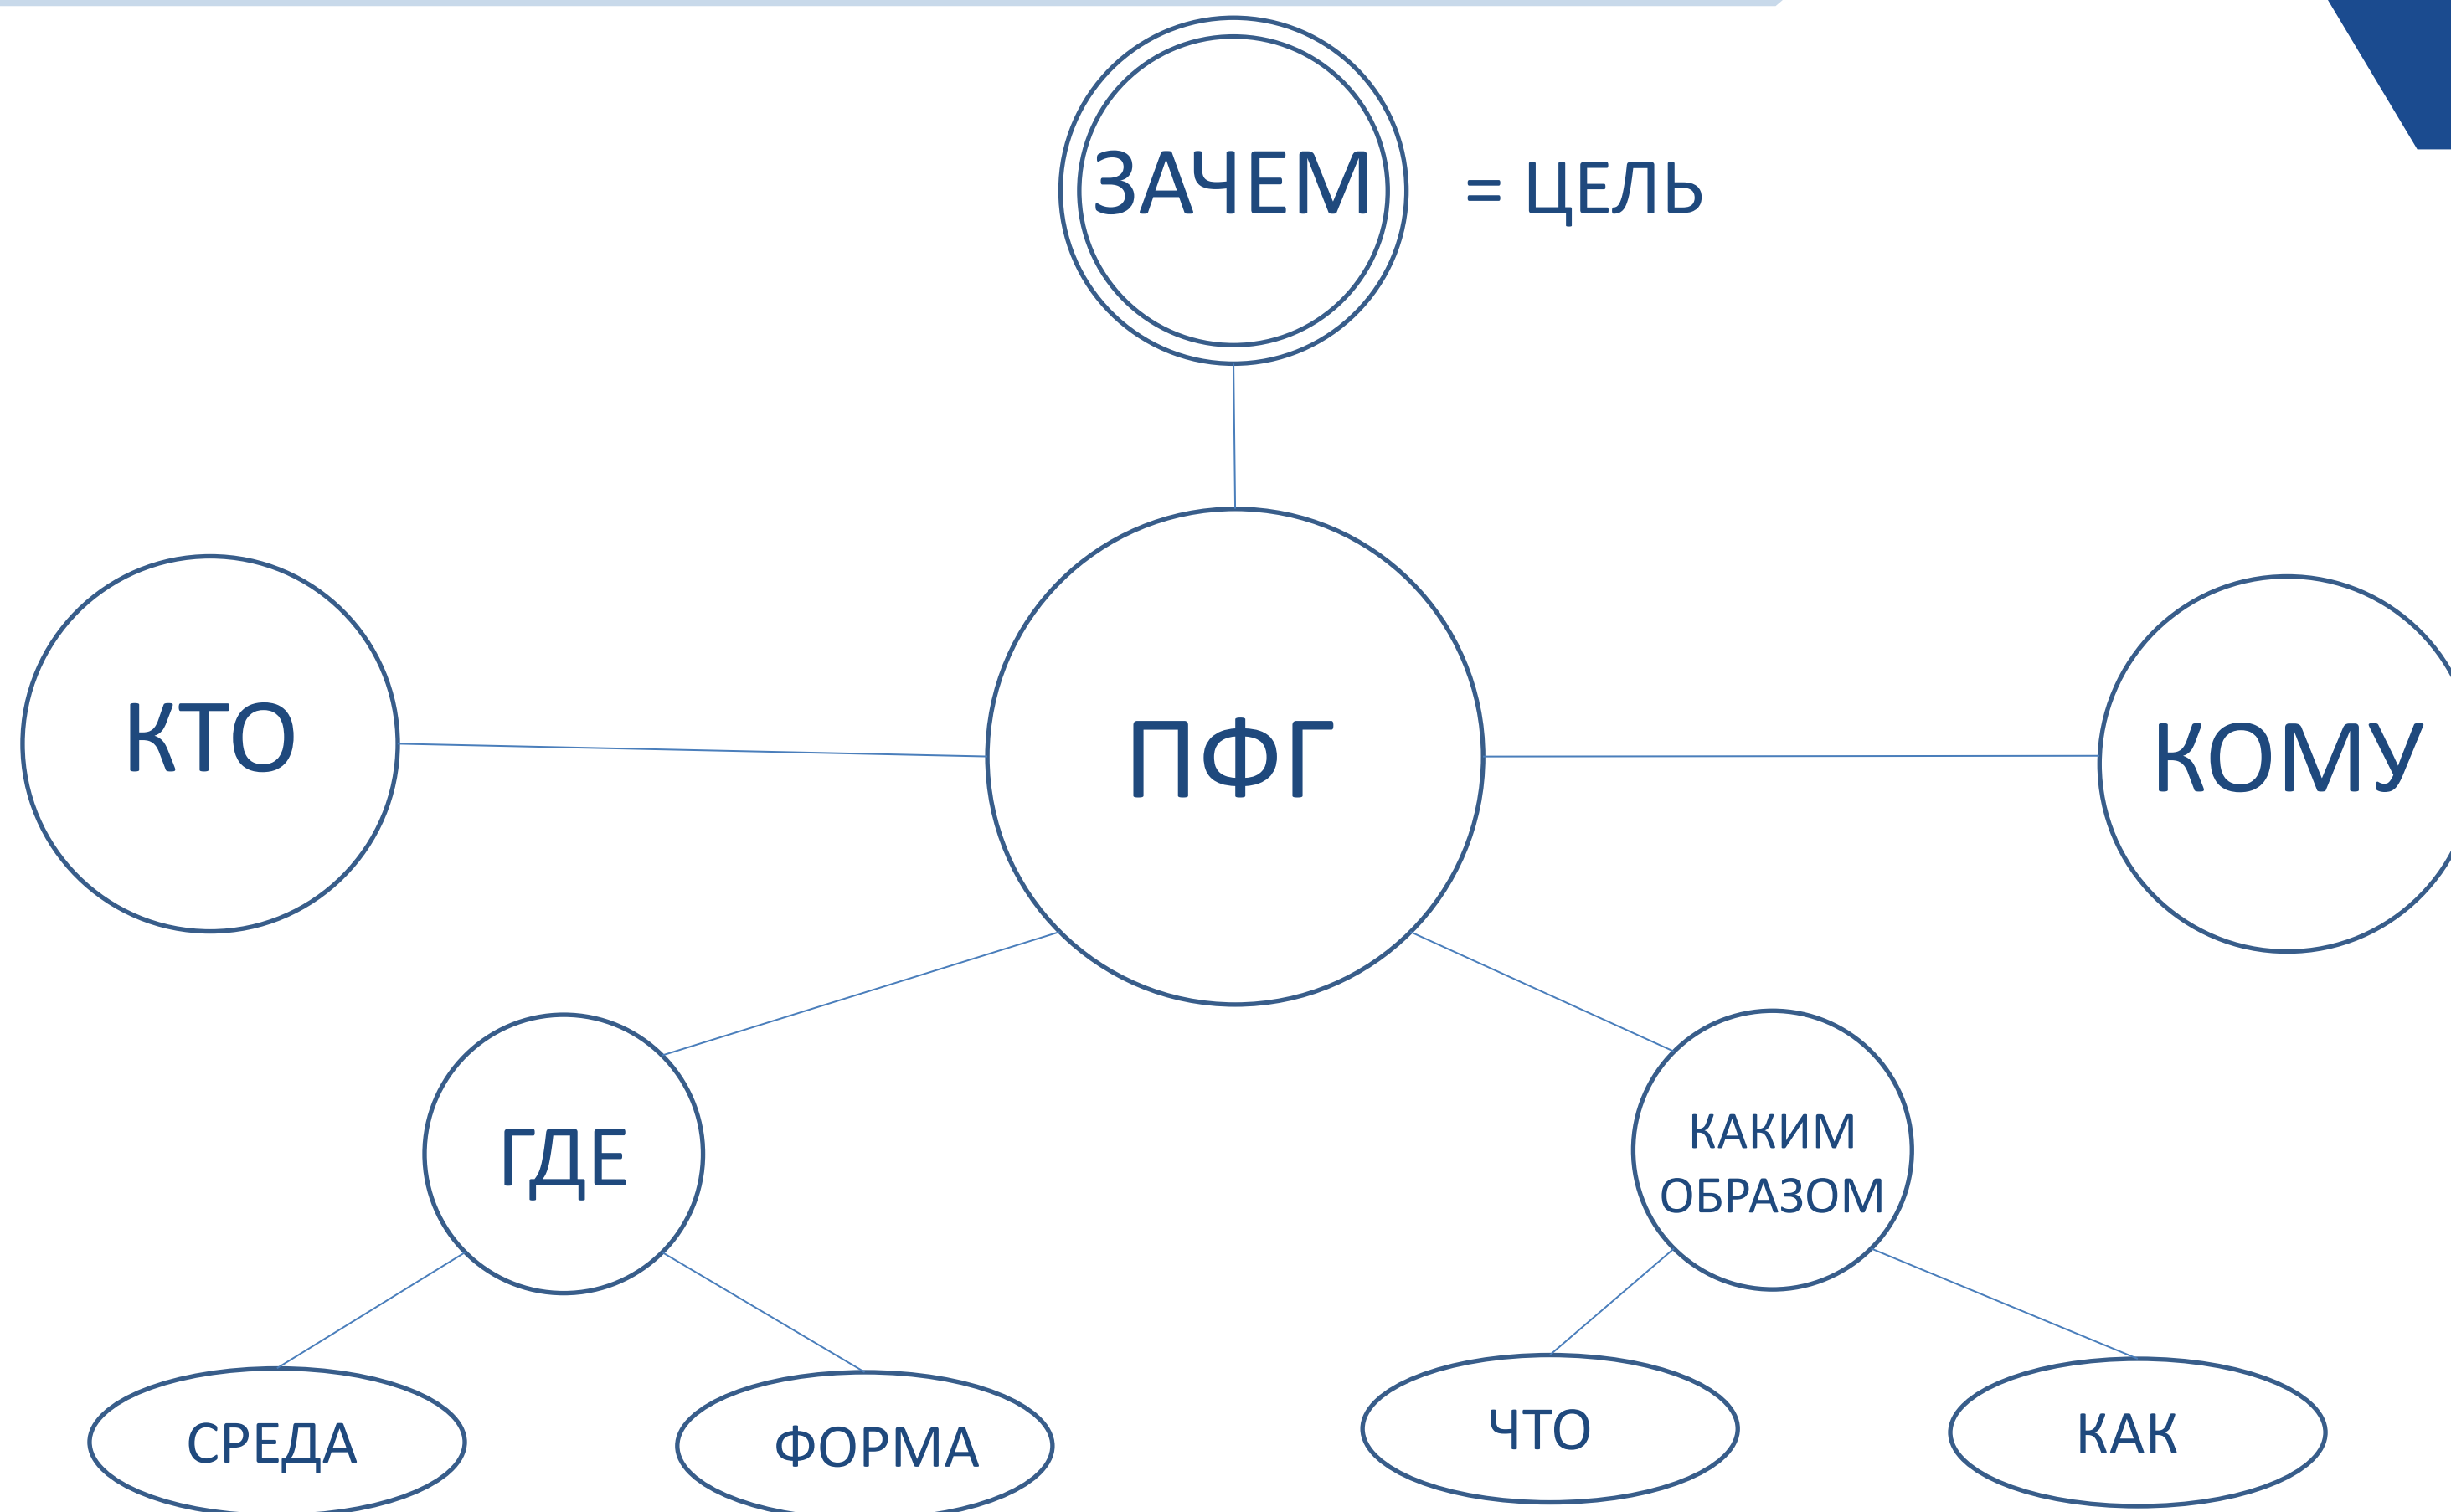 ЗАЧЕМ
= ЦЕЛЬ
КТО
ПФГ
КОМУ
ГДЕ
КАКИМ
ОБРАЗОМ
СРЕДА
ФОРМА
ЧТО
КАК